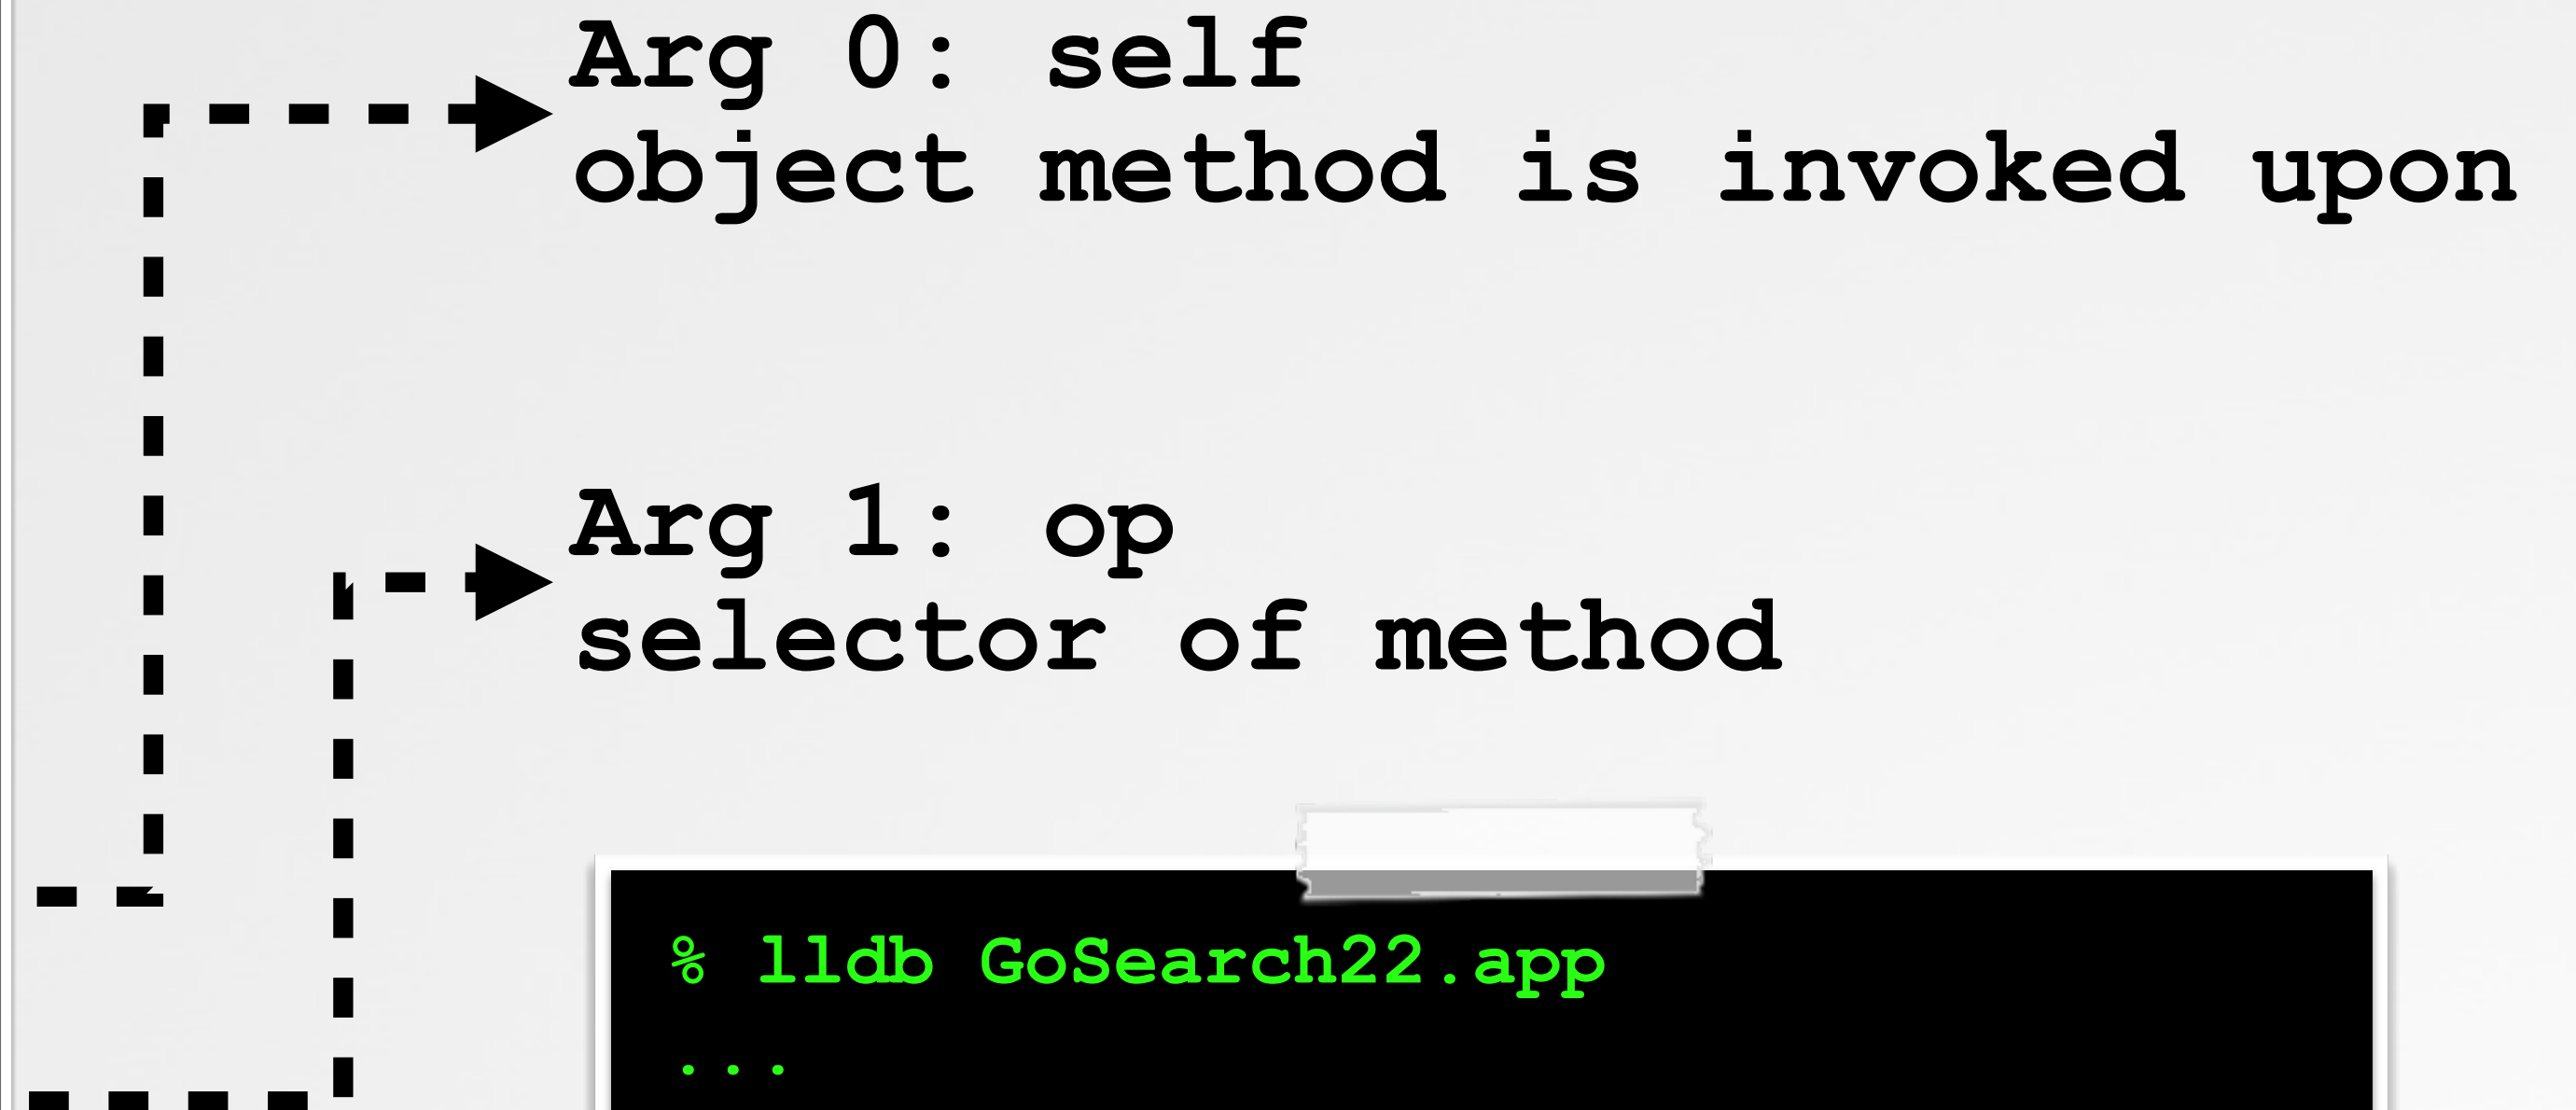 Arg 0: self
object method is invoked upon
Arg 1: op
selector of method
% lldb GoSearch22.app
...